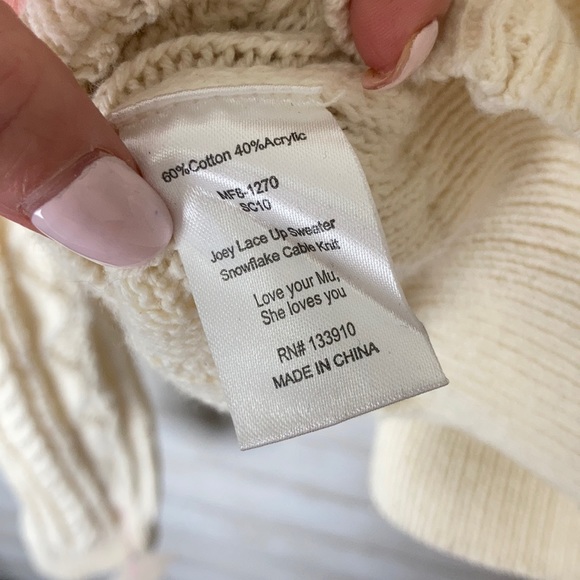 60%Cotton 40%Acrylic
MF8-1270
SC10
Joey Lace Up Sweater
Snowflake Cable Knit
Love your Mu,
She loves you
RN# 133910
MADE IN CHINA